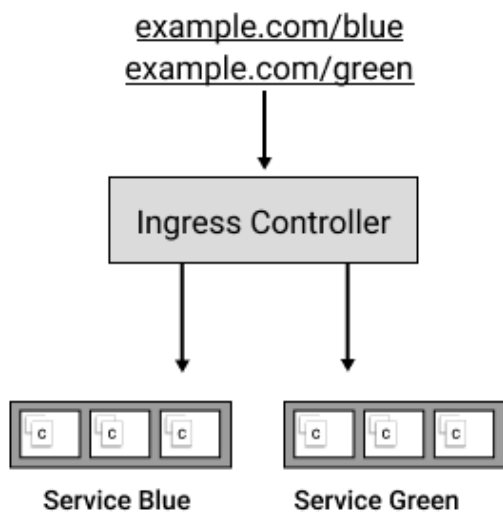 example.com/blue
example.com/green
Ingress Controller
C C C C C C
Service Blue Service Green